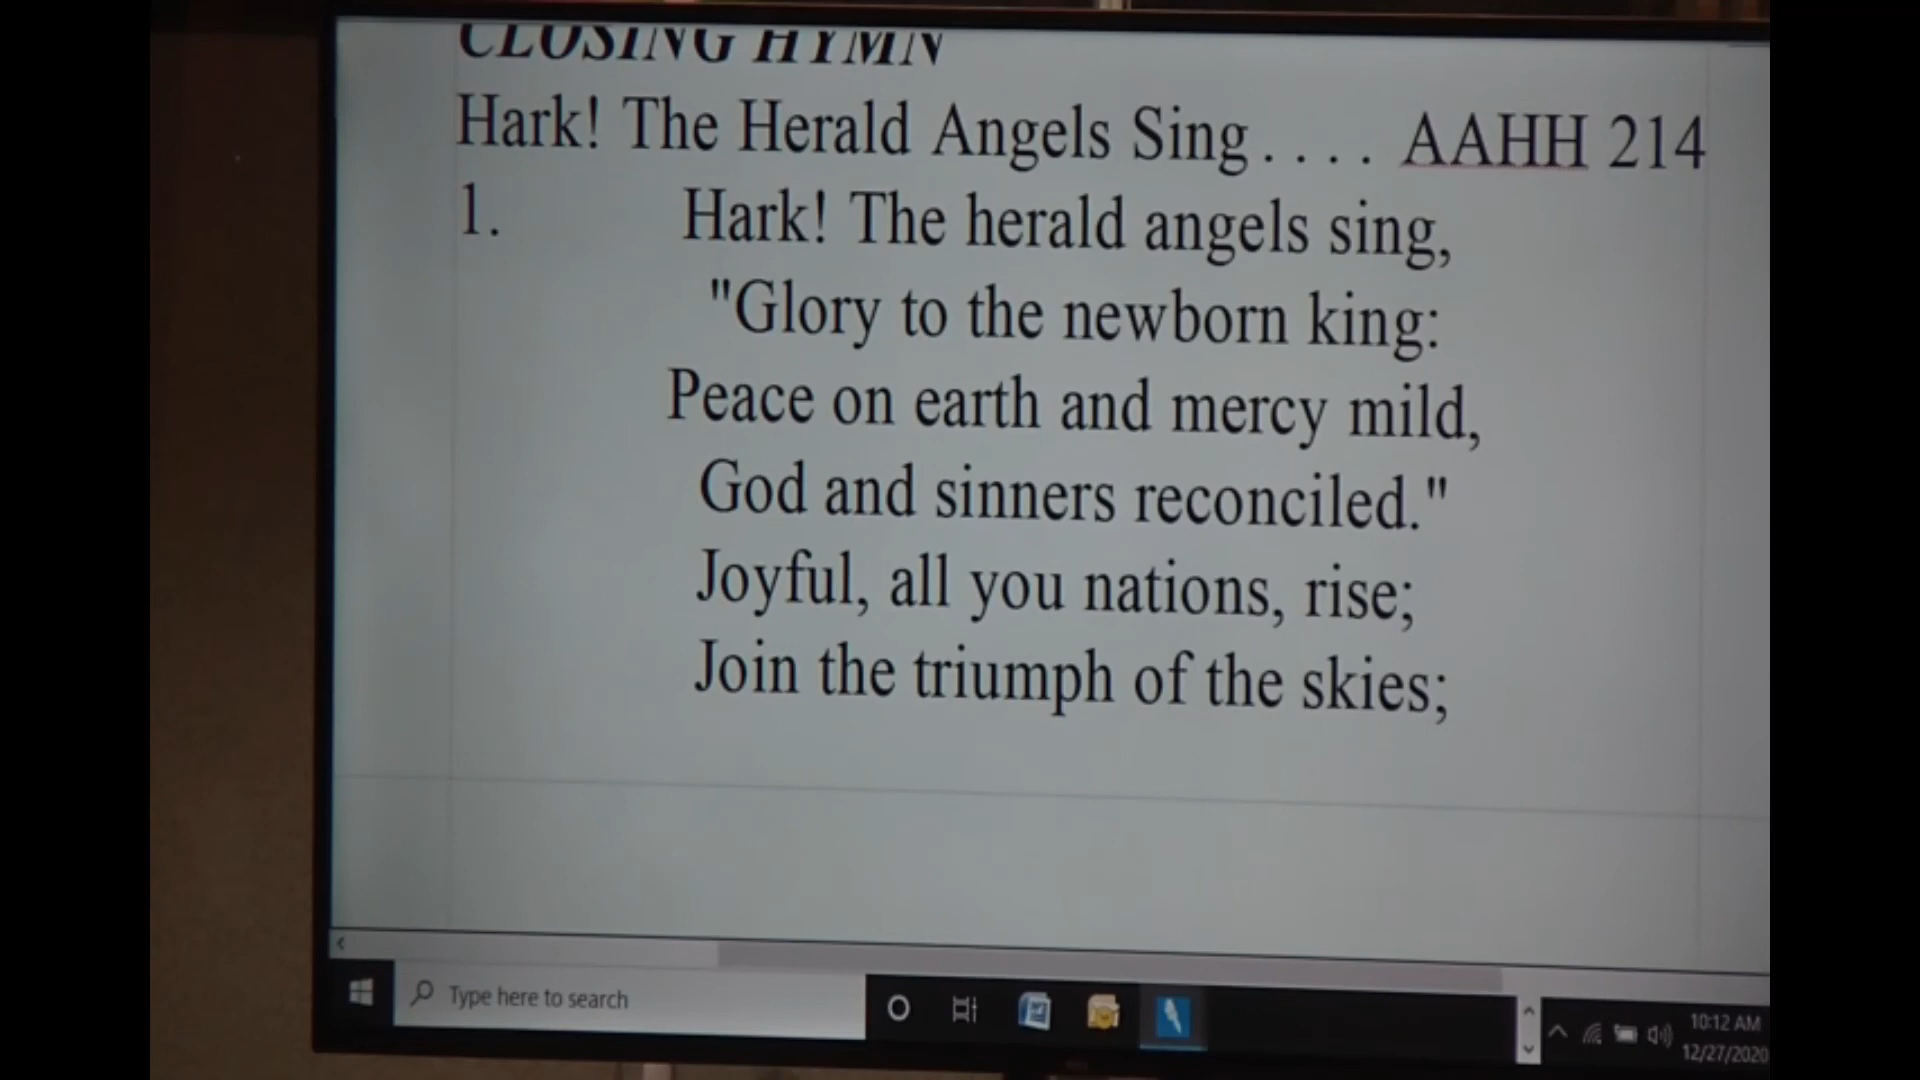 CLOSING HYMN
Hark! The Herald Angels Sing . . . . AAHH 214
1. Hark! The herald angels sing,
"Glory to the newborn king:
Peace on earth and mercy mild,
God and sinners reconciled."
Joyful, all you nations, rise;
Join the triumph of the skies;
Type here to search
10:12 AM
12/27/2020